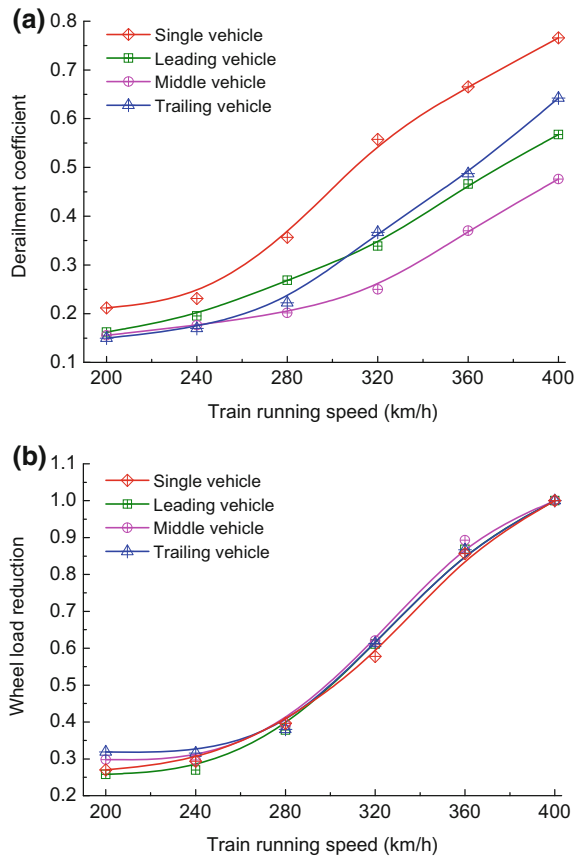 (a)
0.8
0.7
0.6
0.5
0.4
0.3
0.2
0.1
Derailment coefficient
Single vehicle
Leading vehicle
Middle vehicle
Trailing vehicle
200 240 280 320 360 400
Train running speed (km/h)
(b)
1.1
1.0
0.9
0.8
0.7
0.6
0.5
0.4
0.3
0.2
Wheel load reduction
Single vehicle
Leading vehicle
Middle vehicle
Trailing vehicle
200 240 280 320 360 400
Train running speed (km/h)